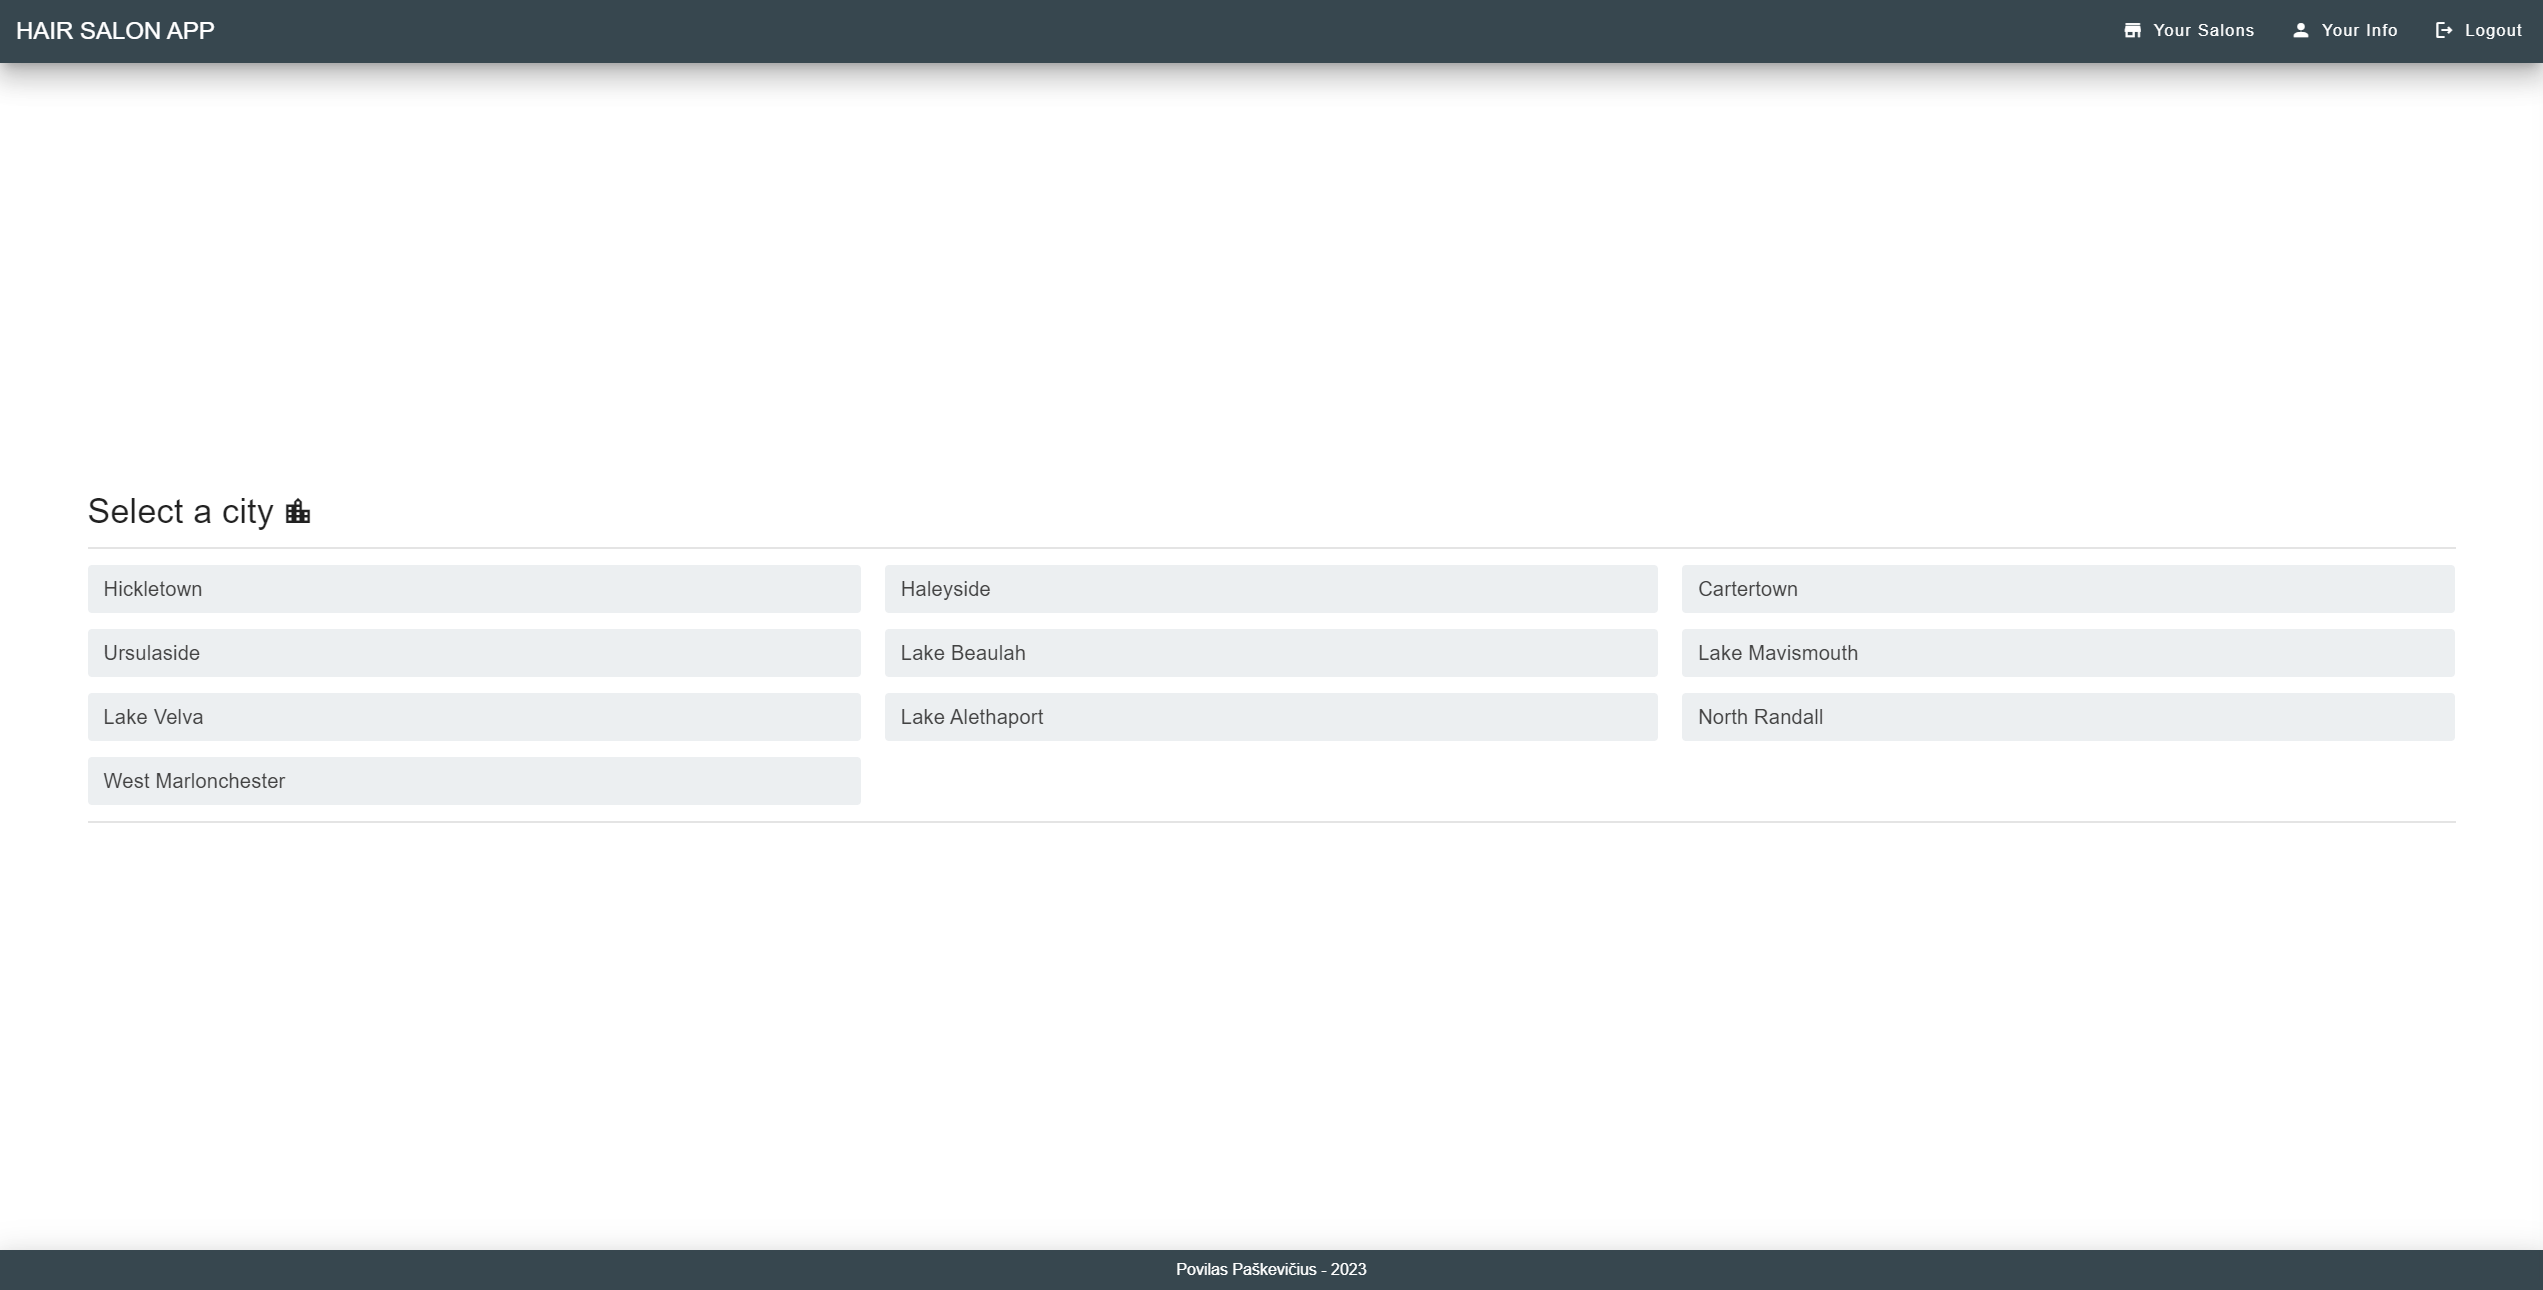 HAIR SALON APP
Your Salons
Your Info
Logout
Select a city
Hickletown
Haleyside
Cartertown
Ursulaside
Lake Beaulah
Lake Mavismouth
Lake Velva
Lake Alethaport
North Randall
West Marlonchester
Povilas Paškevičius - 2023